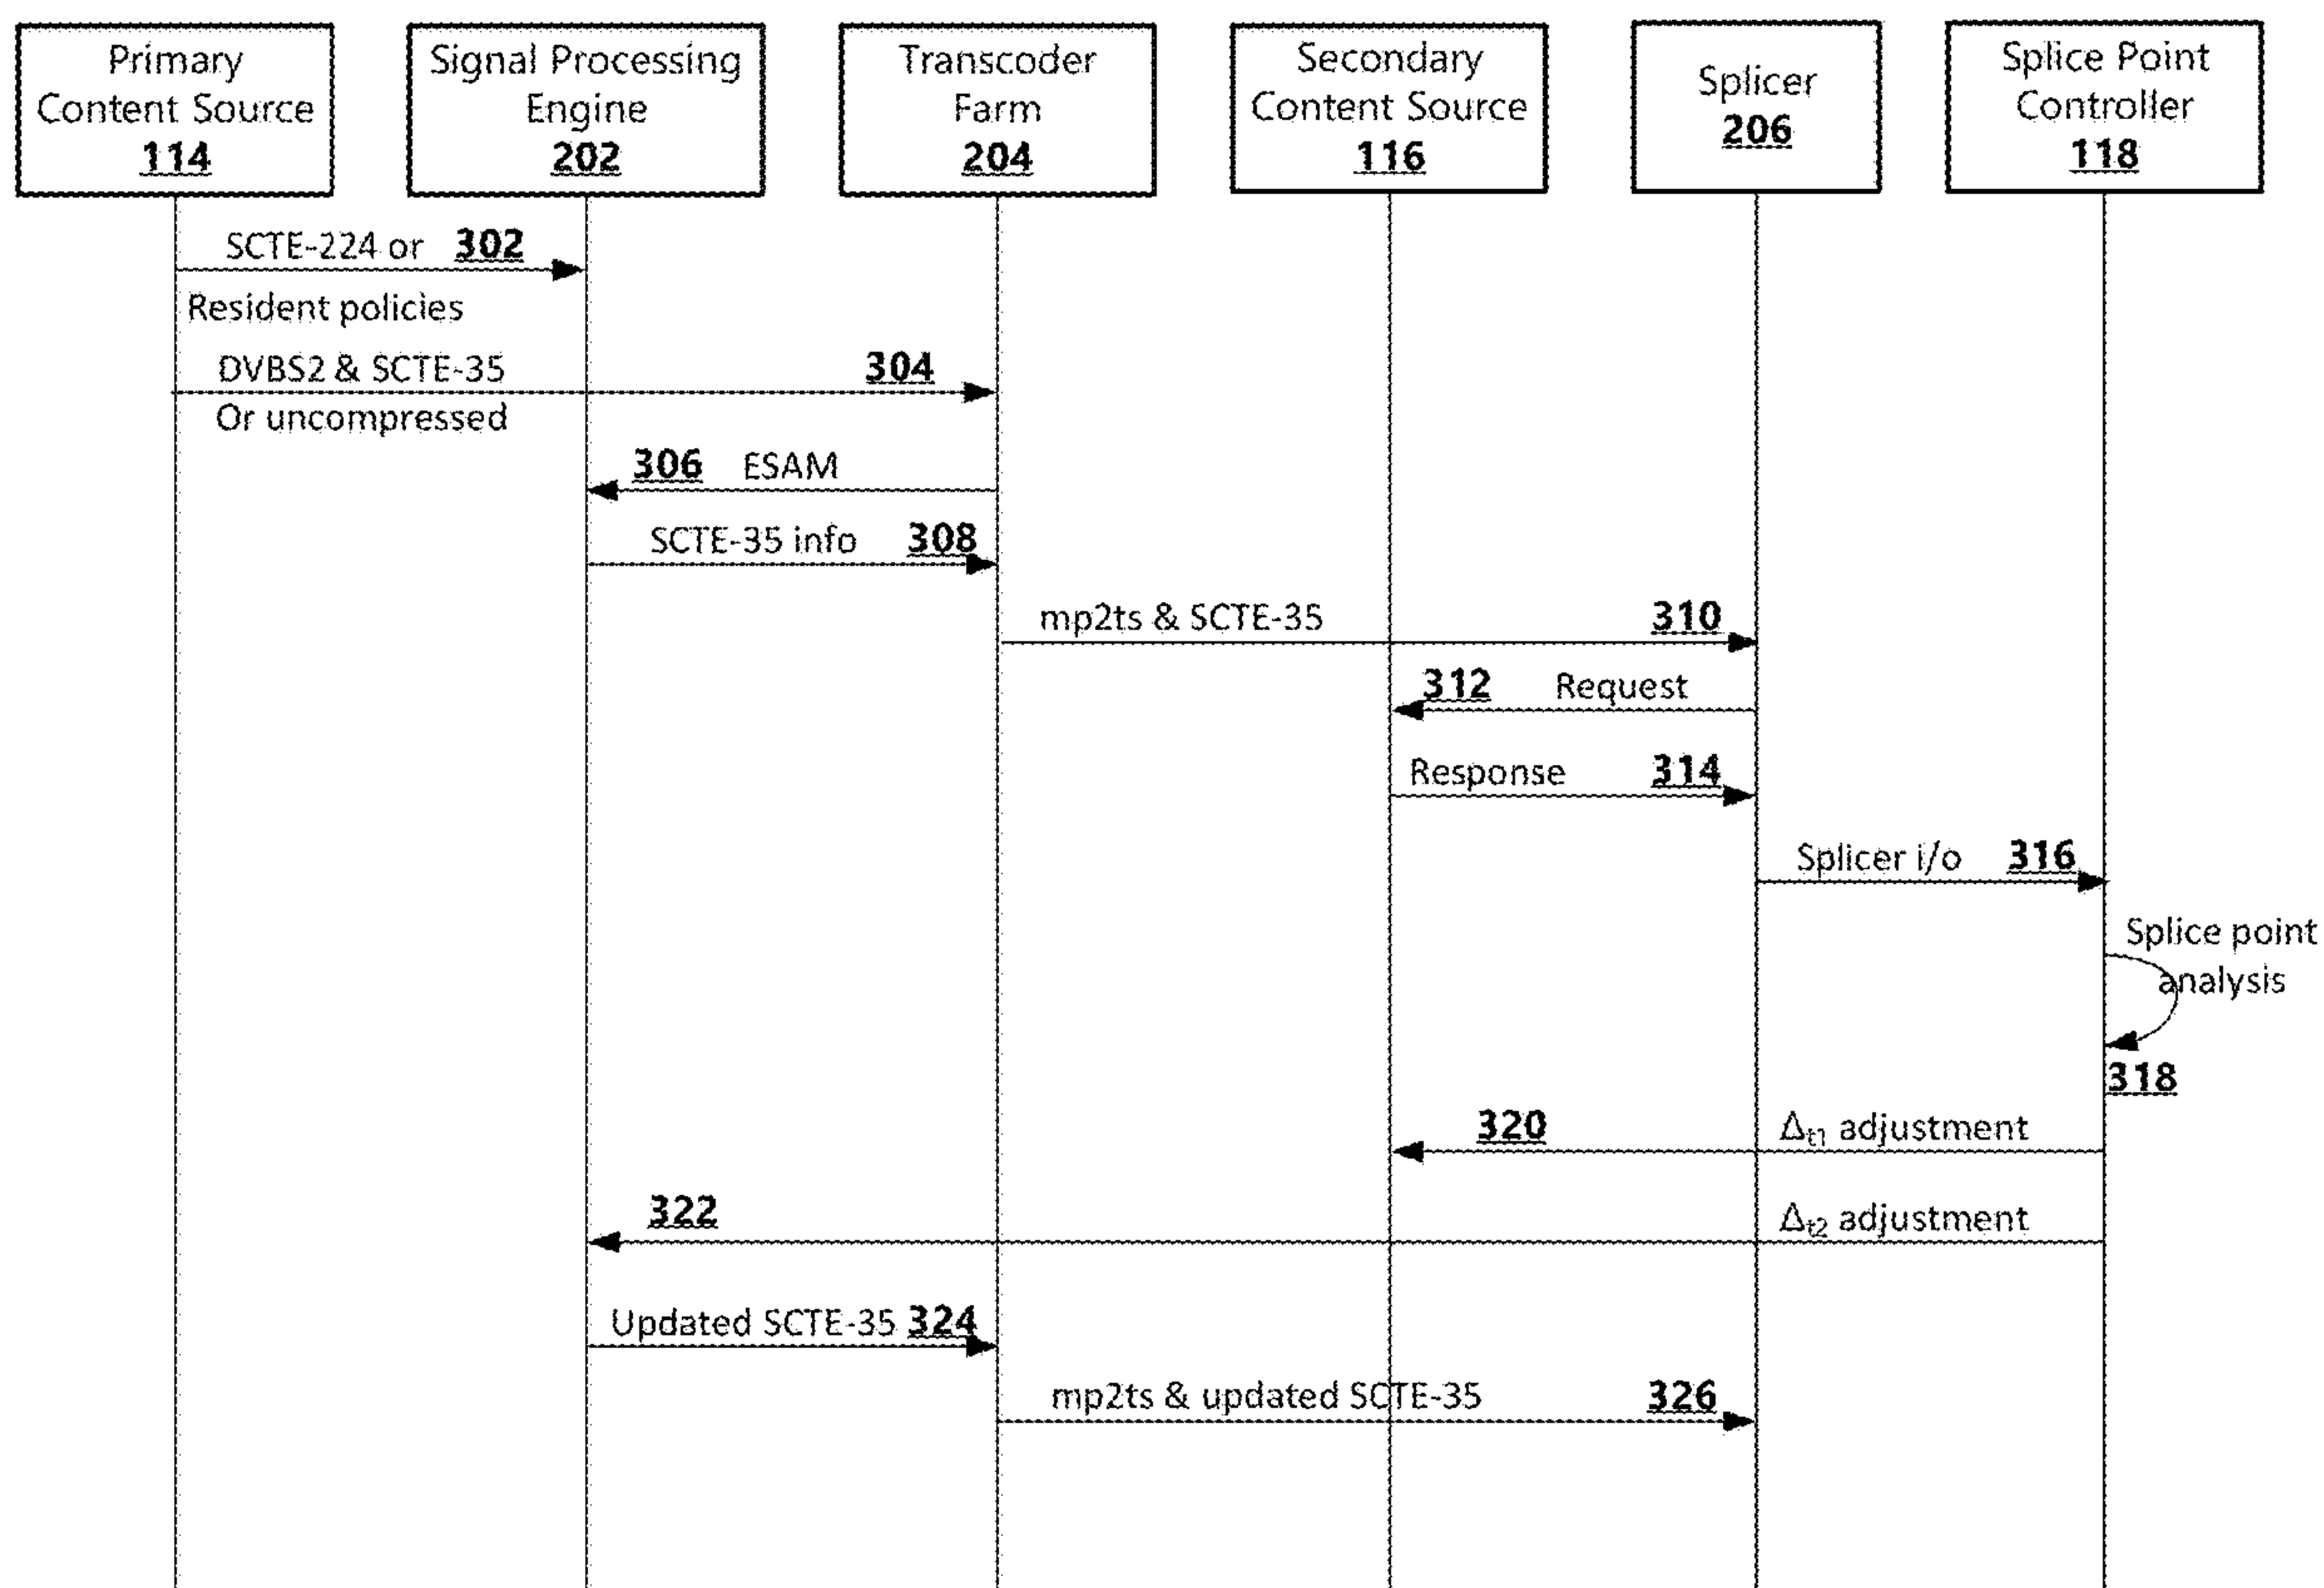 Primary
Content Source
114
Signal Processing
Engine
202
Transcoder
Farm
204
Secondary
Content Source
116
Splicer
206
Splice Point
Controller
118
SCTE-224 or 302
Resident policies
DVBS2 & SCTE-35 304
Or uncompressed
306 ESAM
SCTE-35 info 308
mp2ts & SCTE-35 310
312 Request
Response 314
Splicer i/o 316
Splice point
analysis
318
320 Δt1 adjustment
322 Δt2 adjustment
Updated SCTE-35 324
mp2ts & updated SCTE-35 326